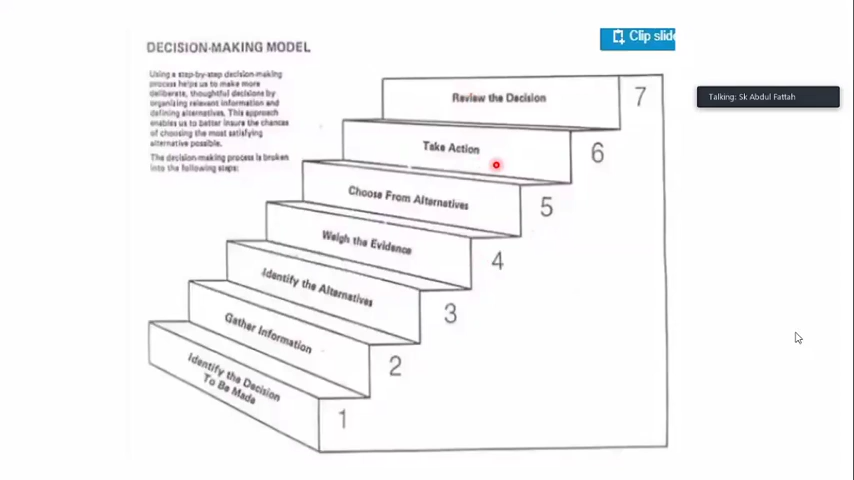 DECISION-MAKING MODEL
Clip slide
Using a step-by-step decision-making
process helps us to make more
deliberate, thoughtful decisions by
organizing relevant information and
defining alternatives. This approach
enables us to better insure the chances
of choosing the most satisfying
alternative possible.
The decision-making process is broken
into the following steps:
Talking: Sk Abdul Fattah
Review the Decision
7
Take Action
6
Choose From Alternatives
5
Weigh the Evidence
4
Identify the Alternatives
3
Gather Information
2
Identify the Decision
To Be Made
1